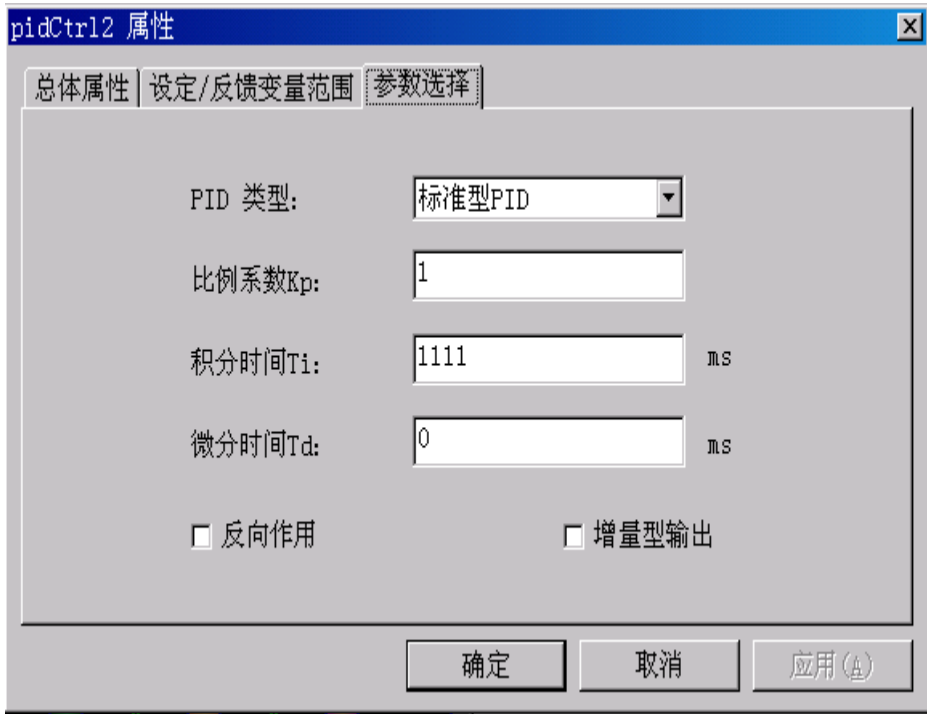 pidCtrl2 属性
总体属性 设定/反馈变量范围 参数选择
PID 类型: 标准型PID
比例系数Kp: 1
积分时间Ti: 1111 ms
微分时间Td: 0 ms
反向作用 增量型输出
确定 取消 应用(A)